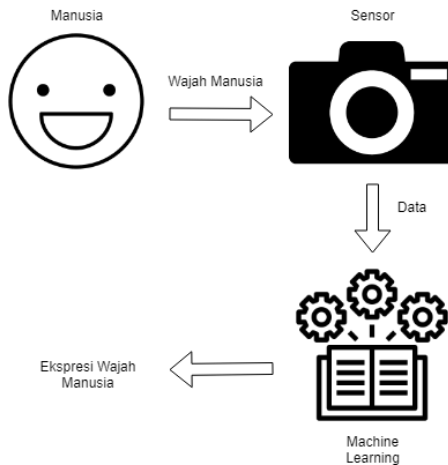 Manusia
Sensor
Wajah Manusia
Data
Ekspresi Wajah
Manusia
Machine
Learning